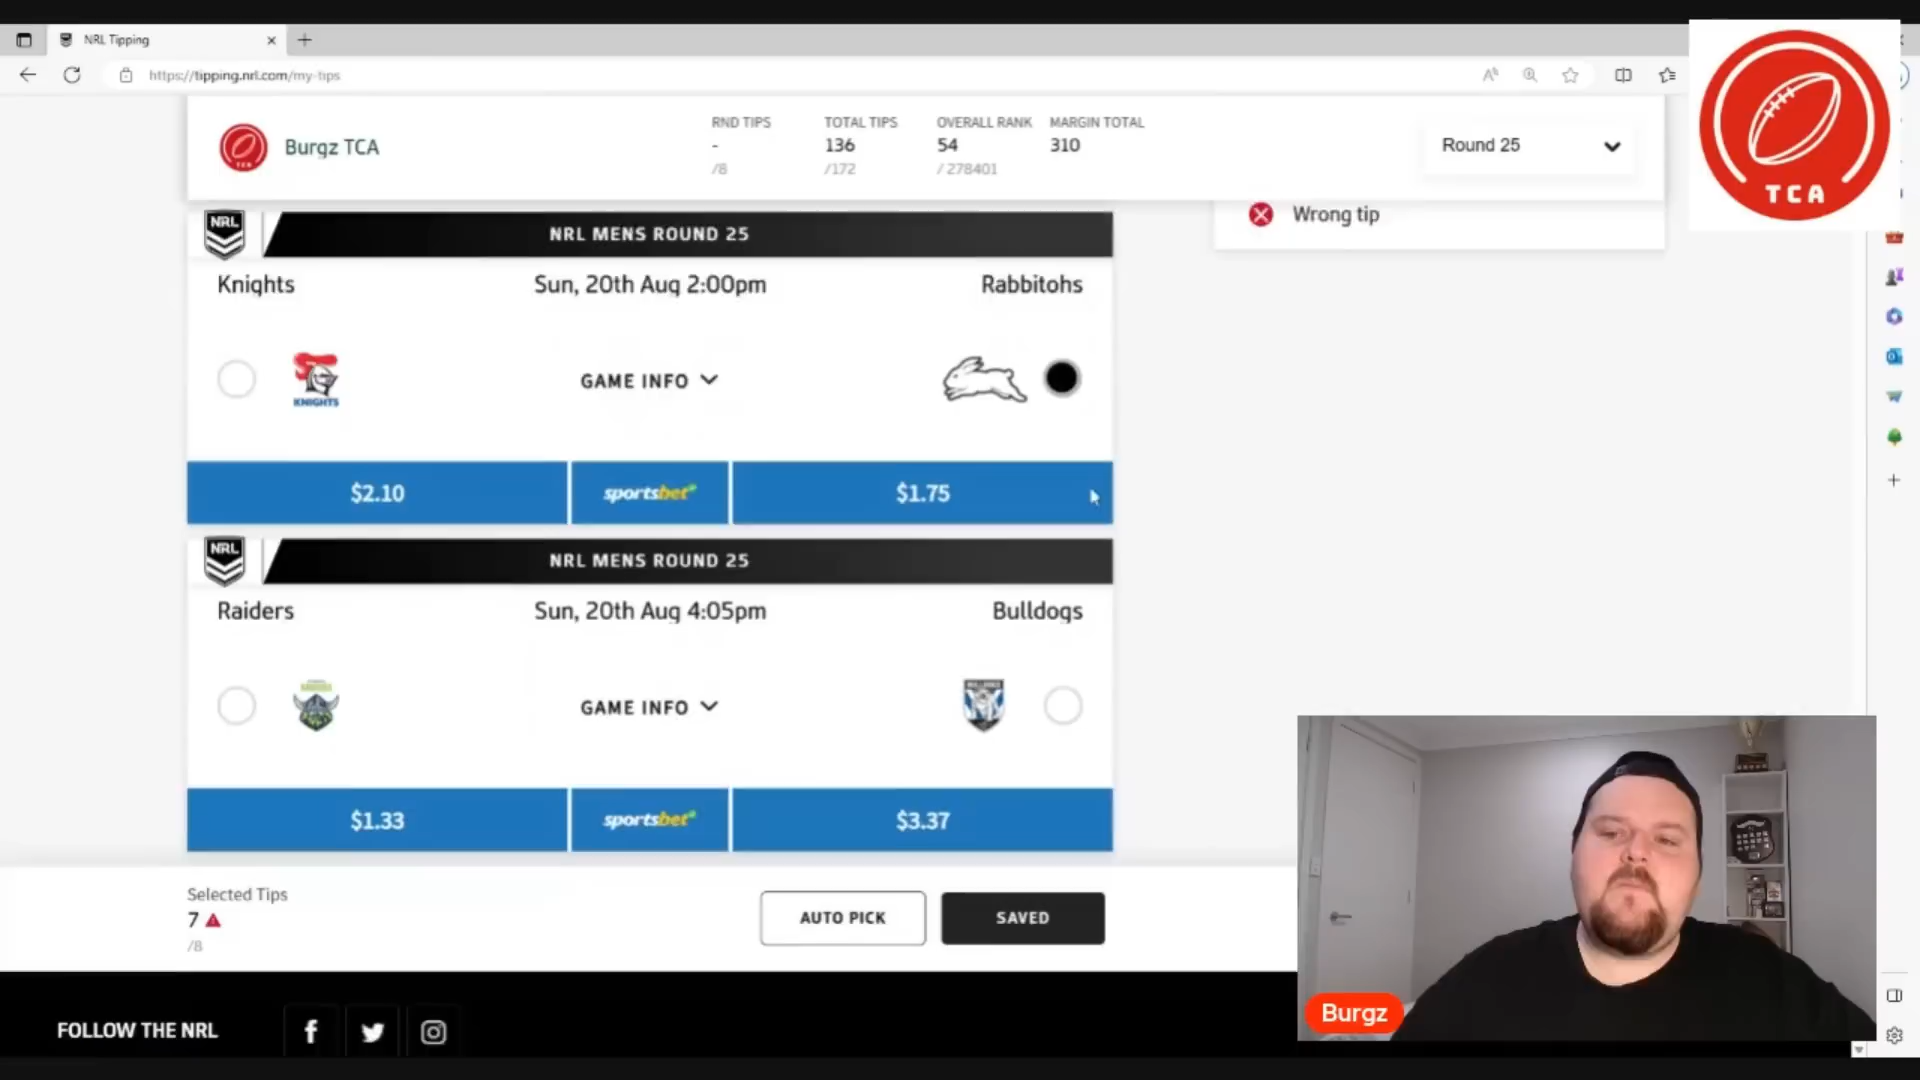 NRL Tipping
https://tipping.nrl.com/my-tips
Burgz TCA
RND TIPS
-
/8
TOTAL TIPS
136
/172
OVERALL RANK
54
/278401
MARGIN TOTAL
310
Round 25
TCA
TCA
Wrong tip
NRL
NRL MENS ROUND 25
Knights
Sun, 20th Aug 2:00pm
Rabbitohs
KNIGHTS
GAME INFO
$2.10
sportsbet
$1.75
NRL
NRL MENS ROUND 25
Raiders
Sun, 20th Aug 4:05pm
Bulldogs
GAME INFO
$1.33
sportsbet
$3.37
Selected Tips
7
/8
AUTO PICK
SAVED
FOLLOW THE NRL
Burgz